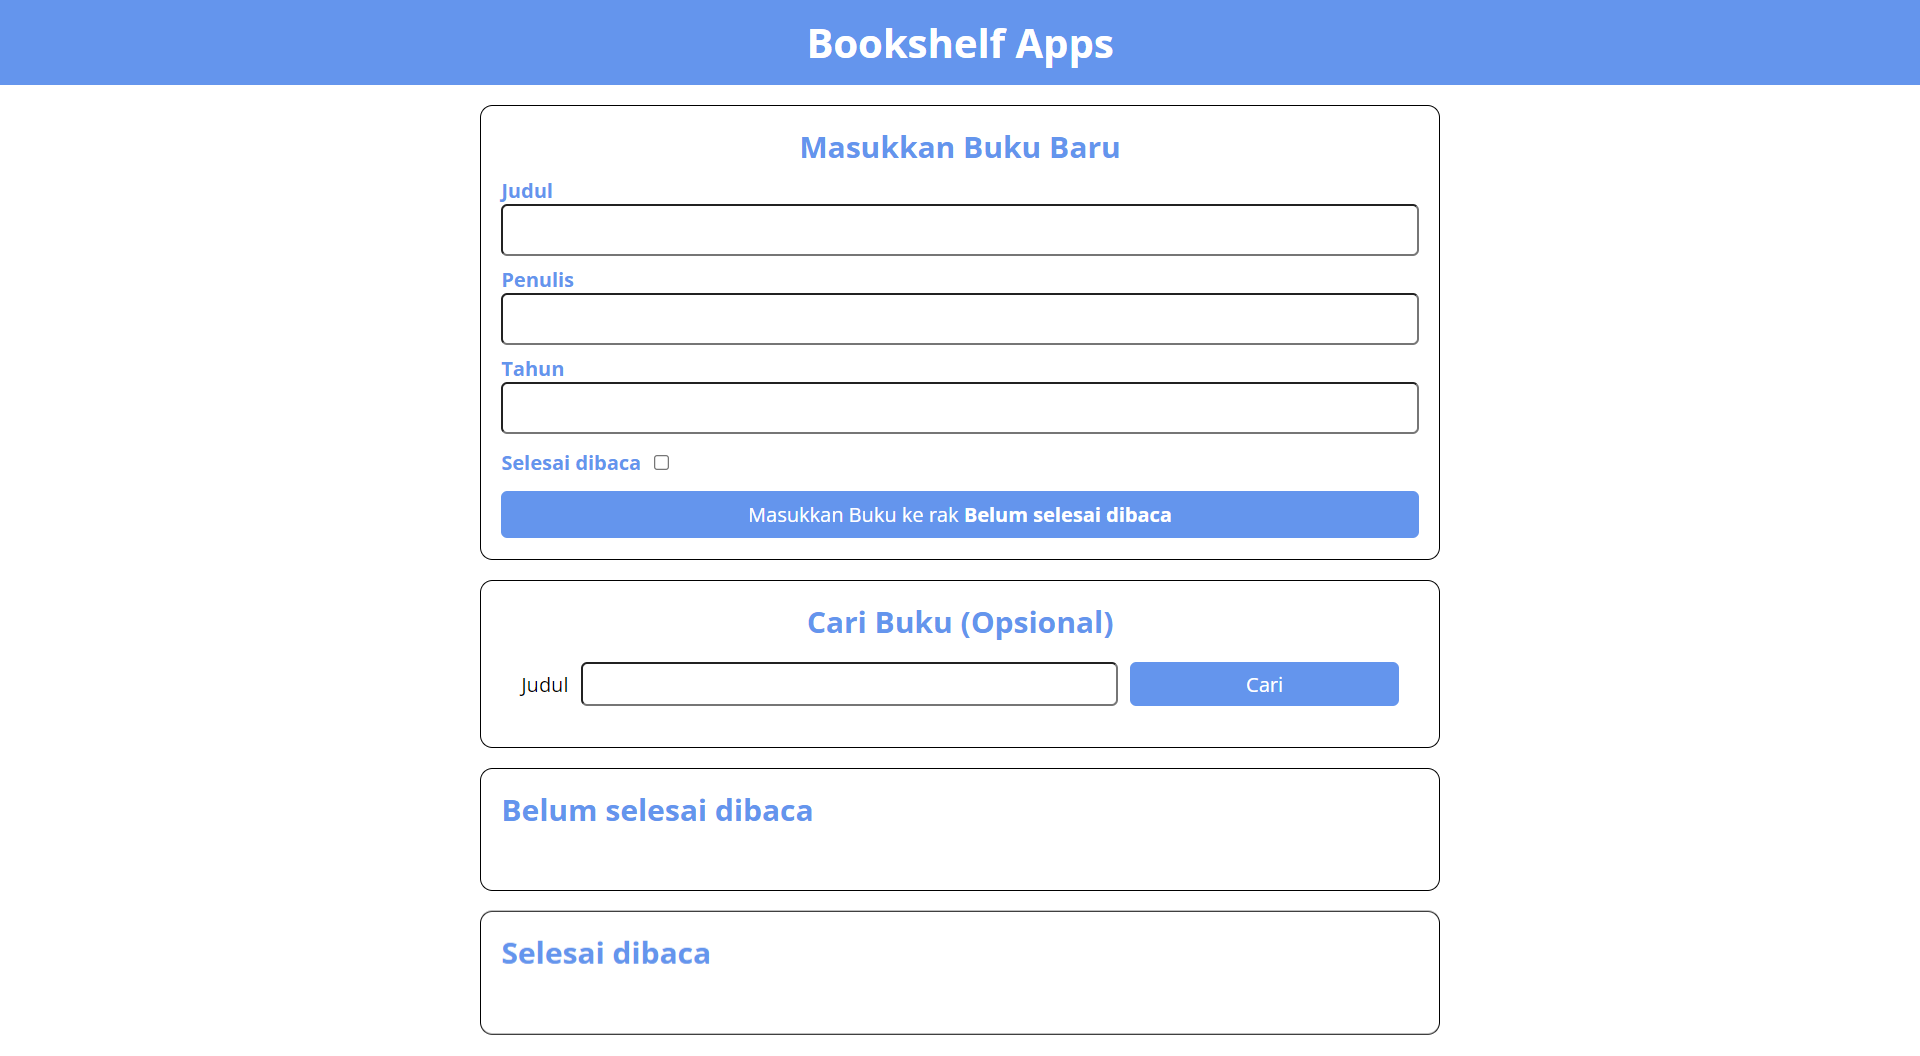 Bookshelf Apps
Masukkan Buku Baru
Judul
Penulis
Tahun
Selesai dibaca
Masukkan Buku ke rak Belum selesai dibaca
Cari Buku (Opsional)
Judul
Cari
Belum selesai dibaca
Selesai dibaca